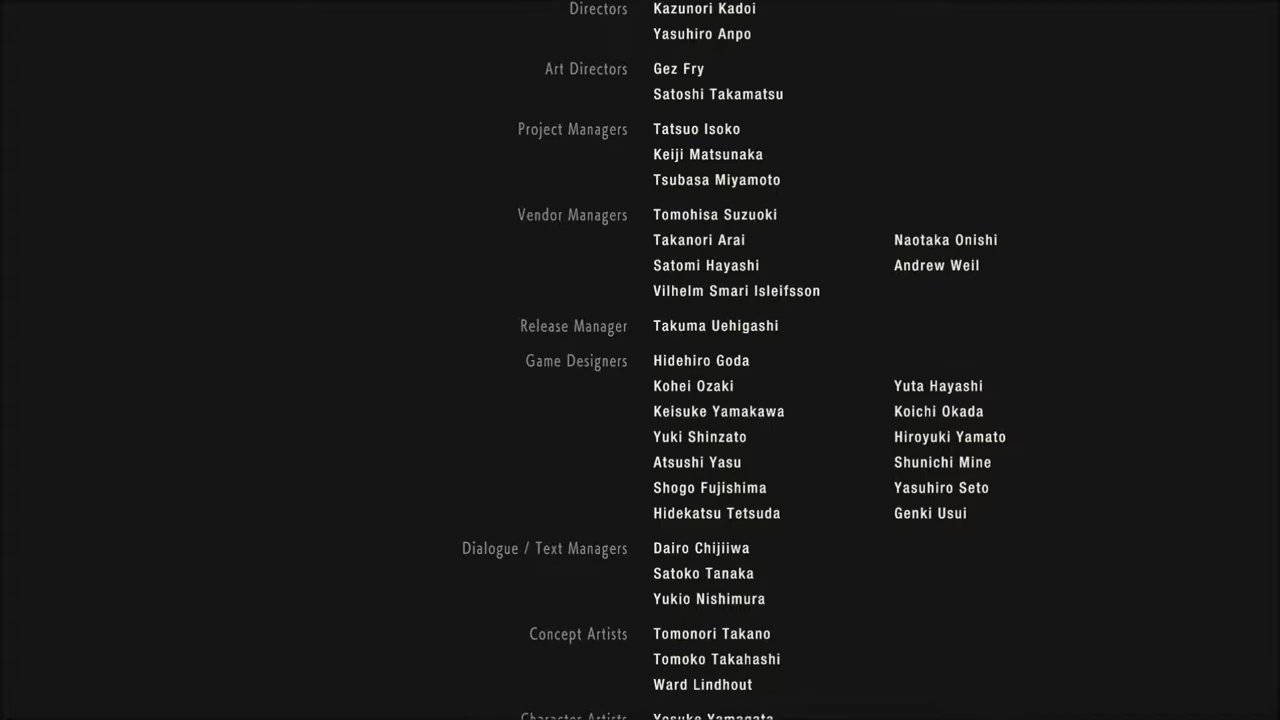 Directors Kazunori Kadoi
Yasuhiro Anpo
Art Directors Gez Fry
Satoshi Takamatsu
Project Managers Tatsuo Isoko
Keiji Matsunaka
Tsubasa Miyamoto
Vendor Managers Tomohisa Suzuoki
Takanori Arai Naotaka Onishi
Satomi Hayashi Andrew Weil
Vilhelm Smari Isleifsson
Release Manager Takuma Uehigashi
Game Designers Hidehiro Goda
Kohei Ozaki Yuta Hayashi
Keisuke Yamakawa Koichi Okada
Yuki Shinzato Hiroyuki Yamato
Atsushi Yasu Shunichi Mine
Shogo Fujishima Yasuhiro Seto
Hidekatsu Tetsuda Genki Usui
Dialogue / Text Managers Dairo Chijiiwa
Satoko Tanaka
Yukio Nishimura
Concept Artists Tomonori Takano
Tomoko Takahashi
Ward Lindhout
Character Artists Yosuke Yamagata